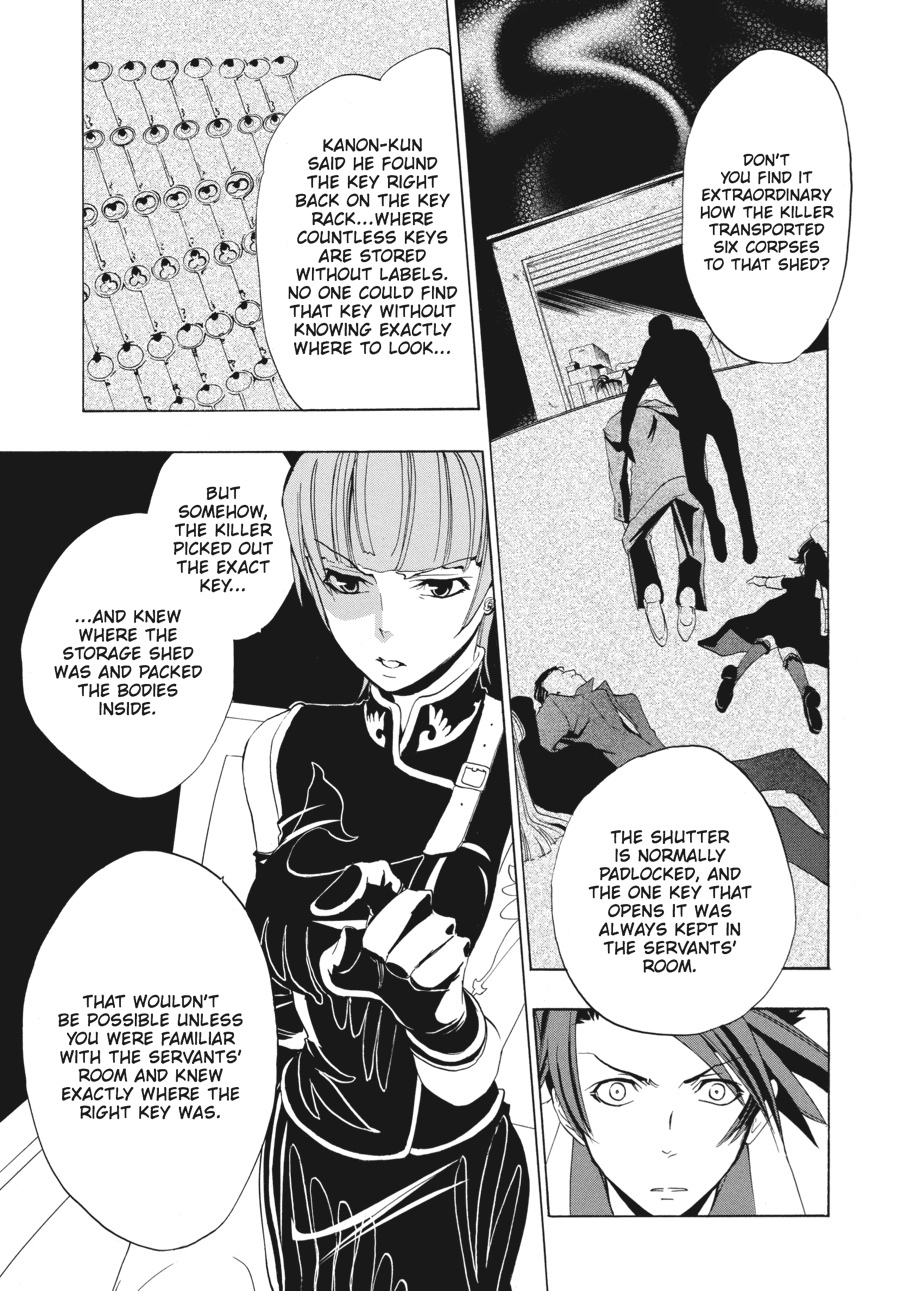 DON'T
YOU FIND IT
EXTRAORDINARY
HOW THE KILLER
TRANSPORTED
SIX CORPSES
TO THAT SHED?
THE SHUTTER
IS NORMALLY
PADLOCKED, AND
THE ONE KEY THAT
OPENS IT WAS
ALWAYS KEPT IN
THE SERVANTS'
ROOM.
KANON-KUN
SAID HE FOUND
THE KEY RIGHT
BACK ON THE KEY
RACK...WHERE
COUNTLESS KEYS
ARE STORED
WITHOUT LABELS.
NO ONE COULD FIND
THAT KEY WITHOUT
KNOWING EXACTLY
WHERE TO LOOK...
BUT
SOMEHOW,
THE KILLER
PICKED OUT
THE EXACT
KEY...
...AND KNEW
WHERE THE
STORAGE SHED
WAS AND PACKED
THE BODIES
INSIDE.
THAT WOULDN'T
BE POSSIBLE UNLESS
YOU WERE FAMILIAR
WITH THE SERVANTS'
ROOM AND KNEW
EXACTLY WHERE THE
RIGHT KEY WAS.